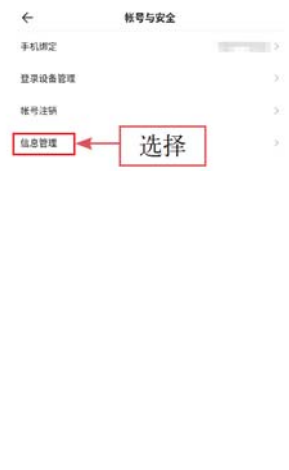 帐号与安全
手机绑定
登录设备管理
帐号注销
信息管理
选择